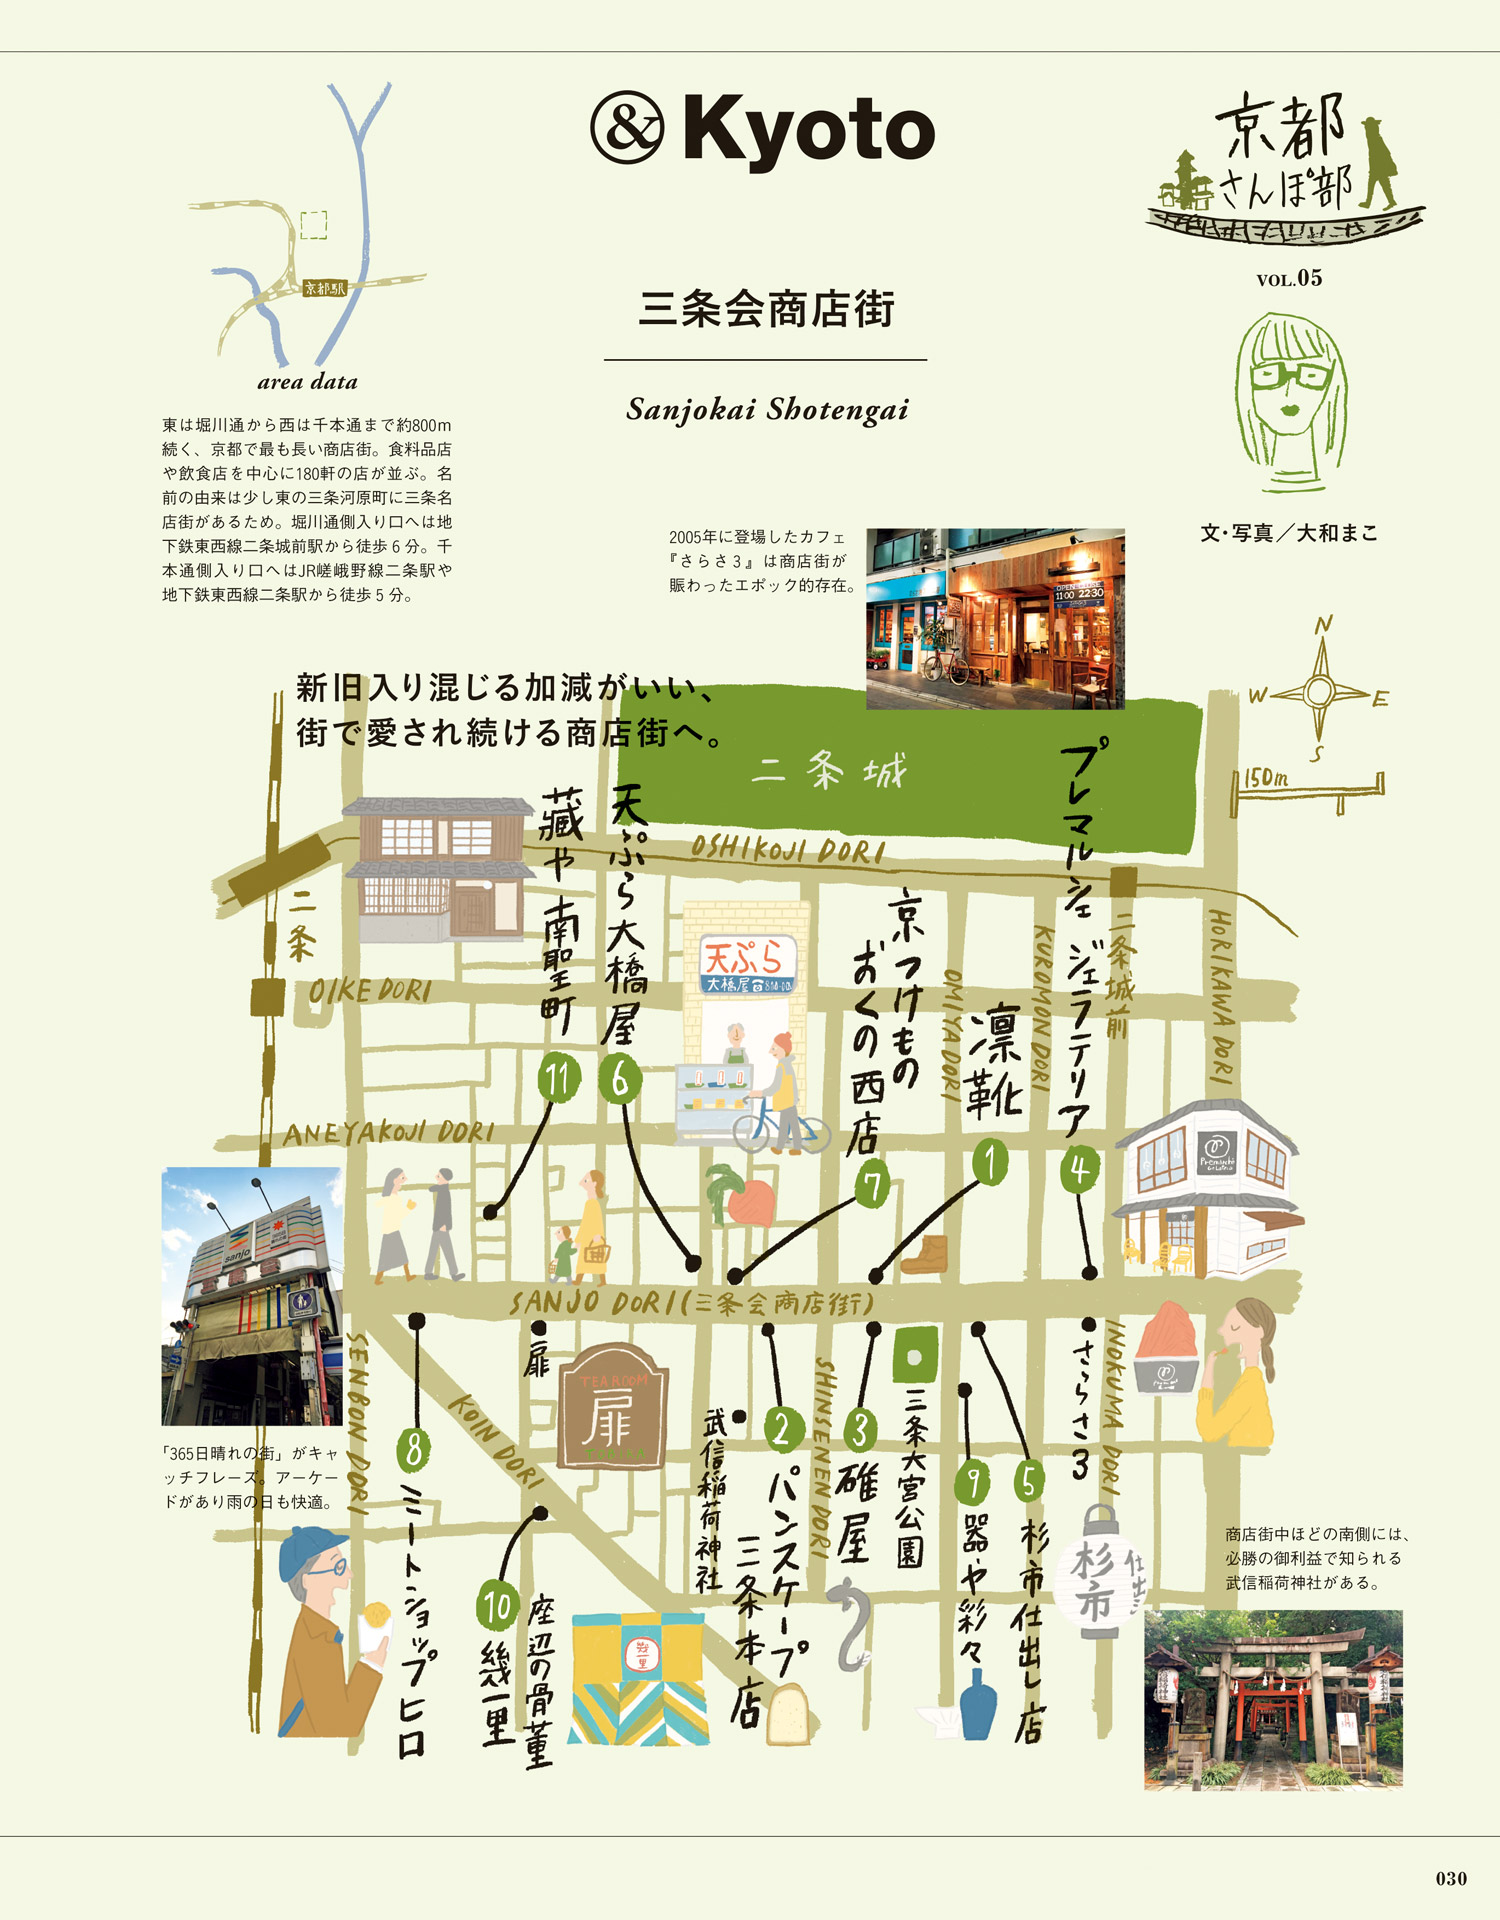 & Kyoto
京都
さんぽ部
VOL.05
三条会商店街
Sanjokai Shotengai
京都駅
area data
東は堀川通から西は千本通まで約800m
続く、京都で最も長い商店街。食料品店
や飲食店を中心に180軒の店が並ぶ。名
前の由来は少し東の三条河原町に三条名
店街があるため。堀川通側入り口へは地
下鉄東西線二条城前駅から徒歩6分。千
本通側入り口へはJR嵯峨野線二条駅や
地下鉄東西線二条駅から徒歩5分。
文・写真／大和まこ
2005年に登場したカフェ
『さらさ3』は商店街が
賑わったエポック的存在。
OPEN
11:00 22:30
N
W
E
S
150m
新旧入り混じる加減がいい、
街で愛され続ける商店街へ。
二条城
OSHIKOJI DORI
二条
二条城前
OIKE DORI
ANEYAKOJI DORI
OMIYA DORI
KUROMON DORI
HORIKAWA DORI
藏や 南聖町
11
天ぷら大橋屋
6
天ぷら
大橋屋
京つけもの
おくの西店
7
凛靴
1
プレマルシェ ジェラテリア
4
Premarché
Gelateria
sanjo
SANJO DORI(三条会商店街)
SENBON DORI
KOIN DORI
SHINSENEN DORI
INOKUMA DORI
「365日晴れの街」がキャ
ッチフレーズ。アーケー
ドがあり雨の日も快適。
8
ミートショップヒロ
扉
TEA ROOM
扉
10
座辺の骨董
幾一里
幾一里
武信稲荷神社
2
パンスケープ
三条本店
3
碓屋
三条大宮公園
9
器や彩々
5
杉市仕出し店
さらさ3
仕出し
杉市
商店街中ほどの南側には、
必勝の御利益で知られる
武信稲荷神社がある。
030